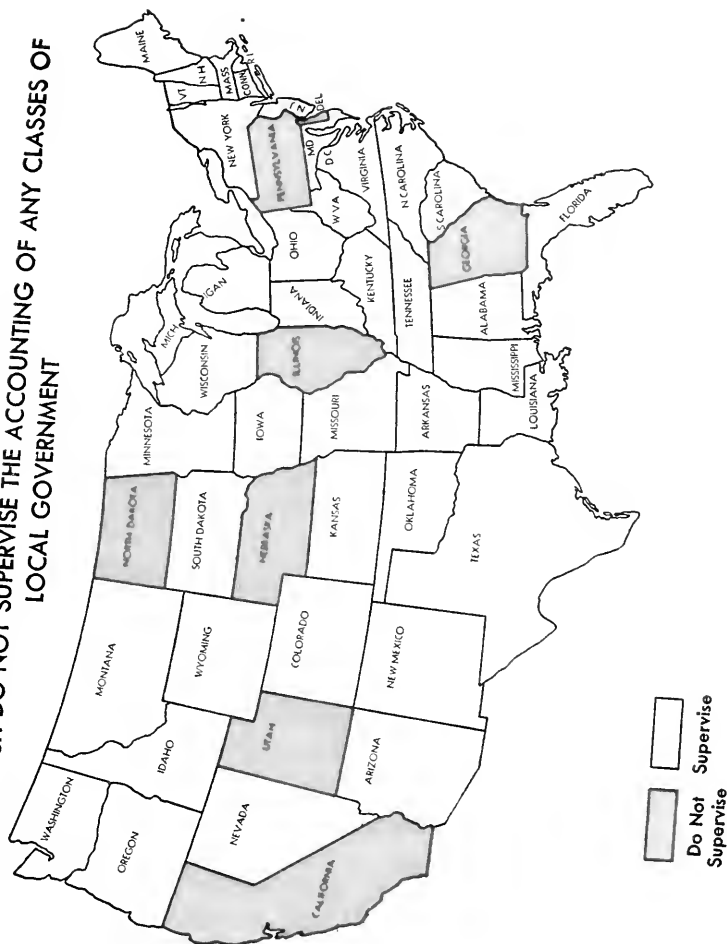 DO NOT SUPERVISE THE ACCOUNTING OF ANY CLASSES OF
LOCAL GOVERNMENT
WASHINGTON
OREGON
CALIFORNIA
NEVADA
IDAHO
MONTANA
WYOMING
UTAH
ARIZONA
COLORADO
NEW MEXICO
NORTH DAKOTA
SOUTH DAKOTA
NEBRASKA
KANSAS
OKLAHOMA
TEXAS
MINNESOTA
IOWA
MISSOURI
ARKANSAS
LOUISIANA
WISCONSIN
ILLINOIS
MICH
IGAN
INDIANA
OHIO
KENTUCKY
TENNESSEE
MISSISSIPPI
ALABAMA
GEORGIA
FLORIDA
S CAROLINA
N CAROLINA
VIRGINIA
W VA
D C
MD
DEL
PENNSYLVANIA
NEW YORK
VT
N H
MASS
CONN
R I
MAINE
Do Not
Supervise
Supervise